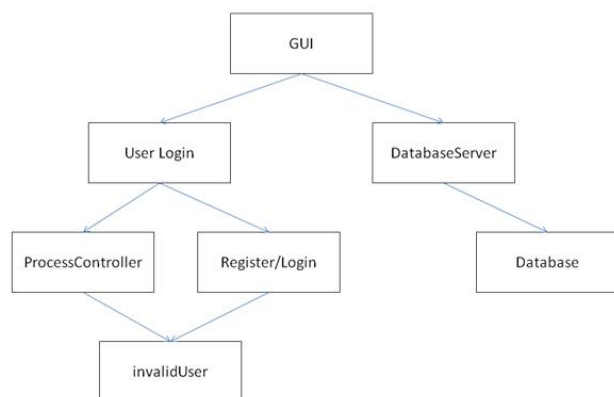 GUI
User Login
DatabaseServer
ProcessController
Register/Login
Database
invalidUser